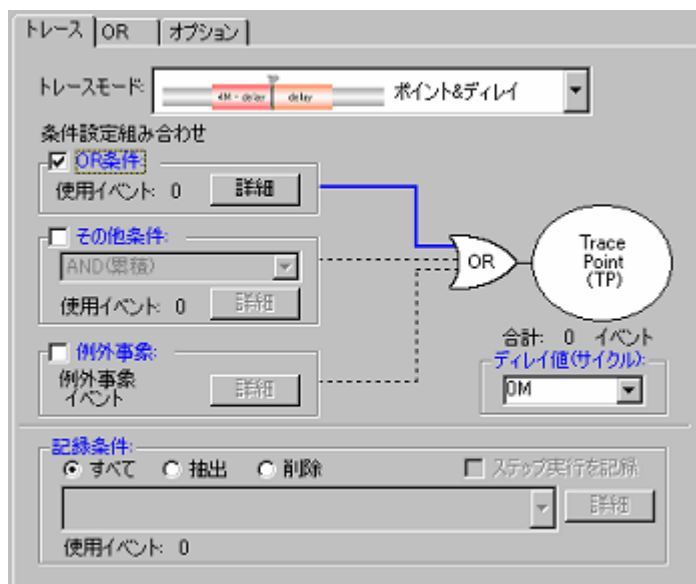 トレース OR オプション
トレースモード: 4M - delay delay ポイント&ディレイ
条件設定組み合わせ
OR条件:
使用イベント: 0 詳細
その他条件:
AND(累積)
使用イベント: 0 詳細
例外事象:
例外事象
イベント
詳細
OR
Trace
Point
(TP)
合計: 0 イベント
ディレイ値(サイクル):
0M
記録条件:
すべて 抽出 削除 ステップ実行を記録
詳細
使用イベント: 0